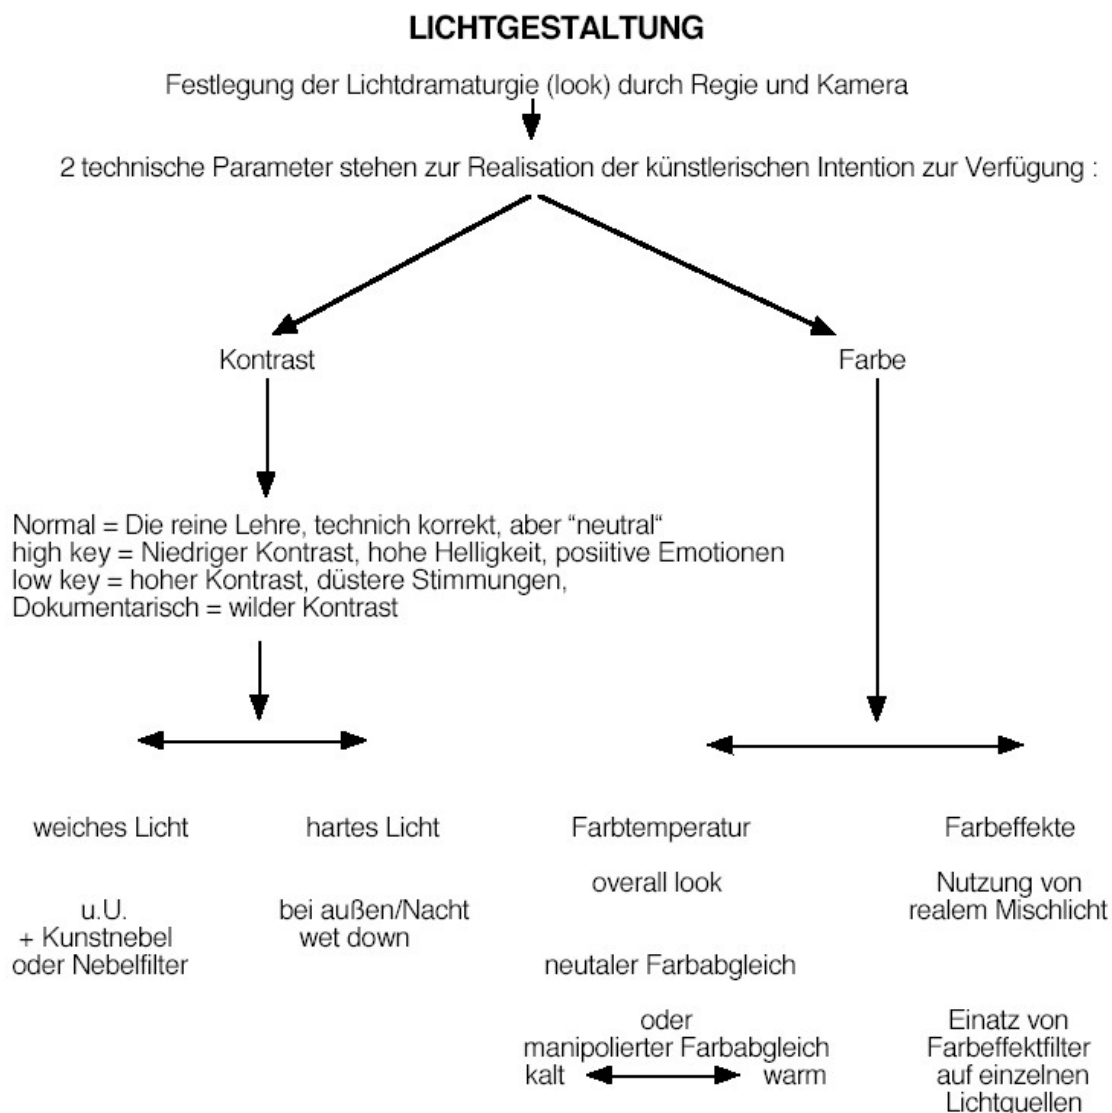 LICHTGESTALTUNG
Festlegung der Lichtdramaturgie (look) durch Regie und Kamera
2 technische Parameter stehen zur Realisation der künstlerischen Intention zur Verfügung :
Kontrast
Farbe
Normal = Die reine Lehre, technich korrekt, aber “neutral“
high key = Niedriger Kontrast, hohe Helligkeit, posiitive Emotionen
low key = hoher Kontrast, düstere Stimmungen,
Dokumentarisch = wilder Kontrast
weiches Licht
u.U.
+ Kunstnebel
oder Nebelfilter
hartes Licht
bei außen/Nacht
wet down
Farbtemperatur
overall look
neutaler Farbabgleich
oder
manipolierter Farbabgleich
kalt warm
Farbeffekte
Nutzung von
realem Mischlicht
Einatz von
Farbeffektfilter
auf einzelnen
Lichtquellen